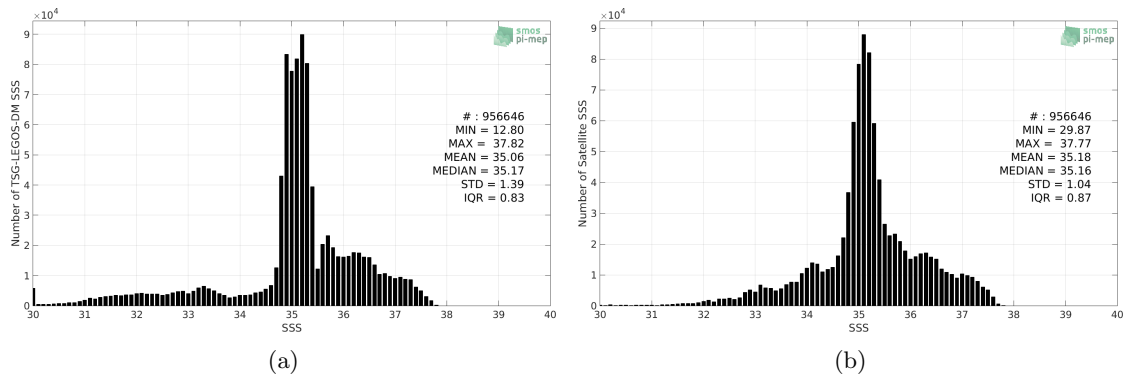 ×10⁴
9
8
7
6
5
4
3
2
1
0
Number of TSG-LEGOS-DM SSS
smos
pi-mep
# : 956646
MIN = 12.80
MAX = 37.82
MEAN = 35.06
MEDIAN = 35.17
STD = 1.39
IQR = 0.83
30 31 32 33 34 35 36 37 38 39 40
SSS
(a)
×10⁴
9
8
7
6
5
4
3
2
1
0
Number of Satellite SSS
smos
pi-mep
# : 956646
MIN = 29.87
MAX = 37.77
MEAN = 35.18
MEDIAN = 35.16
STD = 1.04
IQR = 0.87
30 31 32 33 34 35 36 37 38 39 40
SSS
(b)